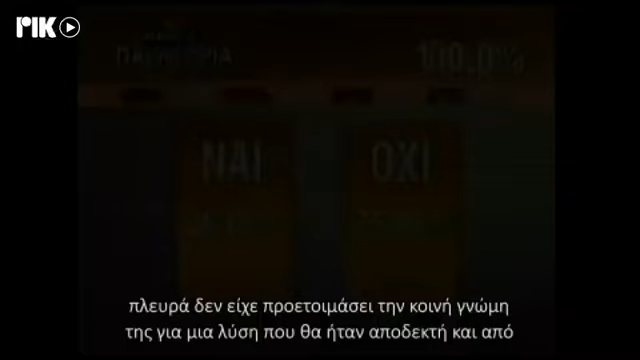 ΡΙΚ
ΠΑΓΚΥΠΡΙΑ
100.0%
ΝΑΙ
ΟΧΙ
πλευρά δεν είχε προετοιμάσει την κοινή γνώμη
της για μια λύση που θα ήταν αποδεκτή και από